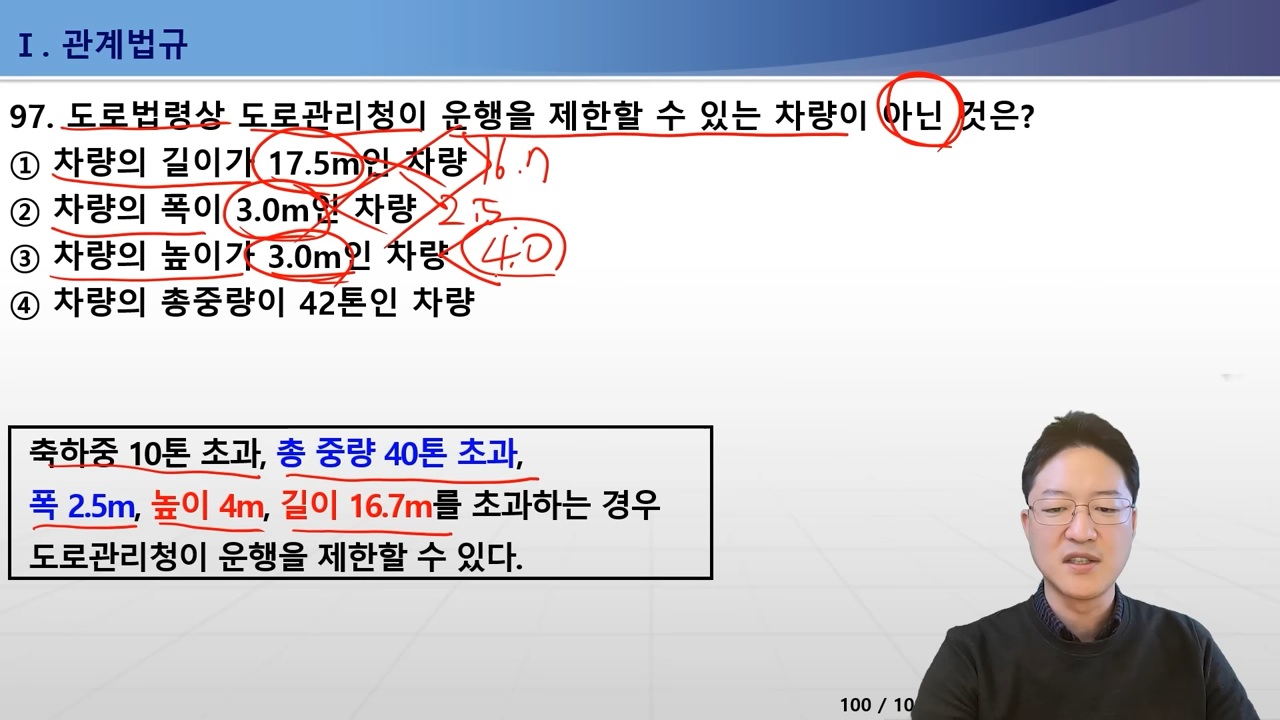 Ⅰ. 관계법규
97. 도로법령상 도로관리청이 운행을 제한할 수 있는 차량이 아닌 것은?
① 차량의 길이가 17.5m인 차량 16.7
② 차량의 폭이 3.0m인 차량 2.5
③ 차량의 높이가 3.0m인 차량 4.0
④ 차량의 총중량이 42톤인 차량
축하중 10톤 초과, 총 중량 40톤 초과,
폭 2.5m, 높이 4m, 길이 16.7m를 초과하는 경우
도로관리청이 운행을 제한할 수 있다.
100 / 10